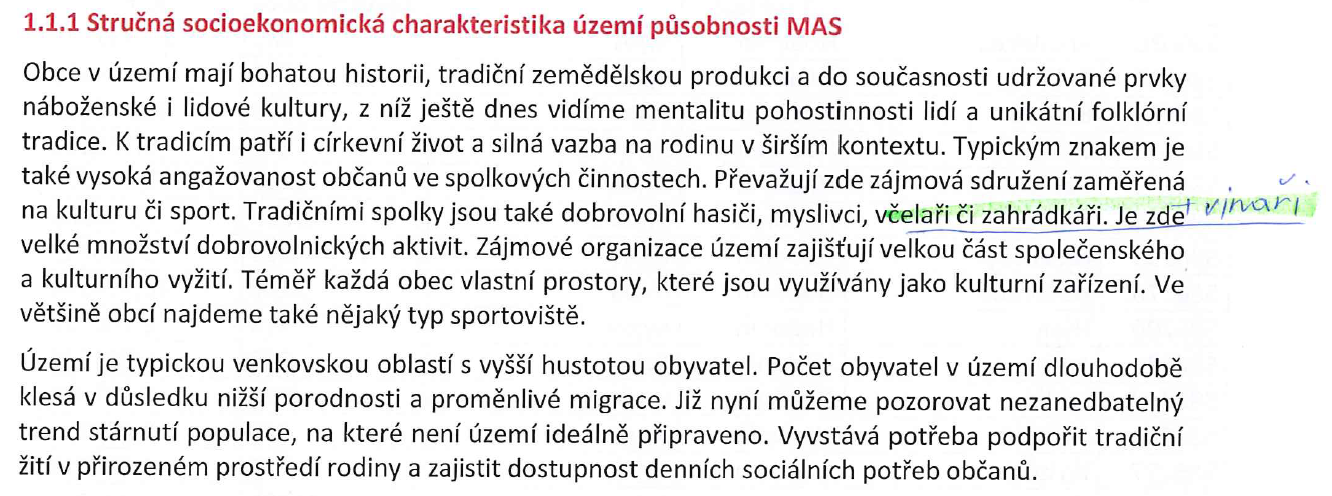 1.1.1 Stručná socioekonomická charakteristika území působnosti MAS
Obce v území mají bohatou historii, tradiční zemědělskou produkci a do současnosti udržované prvky
náboženské i lidové kultury, z níž ještě dnes vidíme mentalitu pohostinnosti lidí a unikátní folklórní
tradice. K tradicím patří i církevní život a silná vazba na rodinu v širším kontextu. Typickým znakem je
také vysoká angažovanost občanů ve spolkových činnostech. Převažují zde zájmová sdružení zaměřená
na kulturu či sport. Tradičními spolky jsou také dobrovolní hasiči, myslivci, včelaři či zahrádkáři. Je zde + vinaři
velké množství dobrovolnických aktivit. Zájmové organizace území zajišťují velkou část společenského
a kulturního vyžití. Téměř každá obec vlastní prostory, které jsou využívány jako kulturní zařízení. Ve
většině obcí najdeme také nějaký typ sportoviště.
Území je typickou venkovskou oblastí s vyšší hustotou obyvatel. Počet obyvatel v území dlouhodobě
klesá v důsledku nižší porodnosti a proměnlivé migrace. Již nyní můžeme pozorovat nezanedbatelný
trend stárnutí populace, na které není území ideálně připraveno. Vyvstává potřeba podpořit tradiční
žití v přirozeném prostředí rodiny a zajistit dostupnost denních sociálních potřeb občanů.